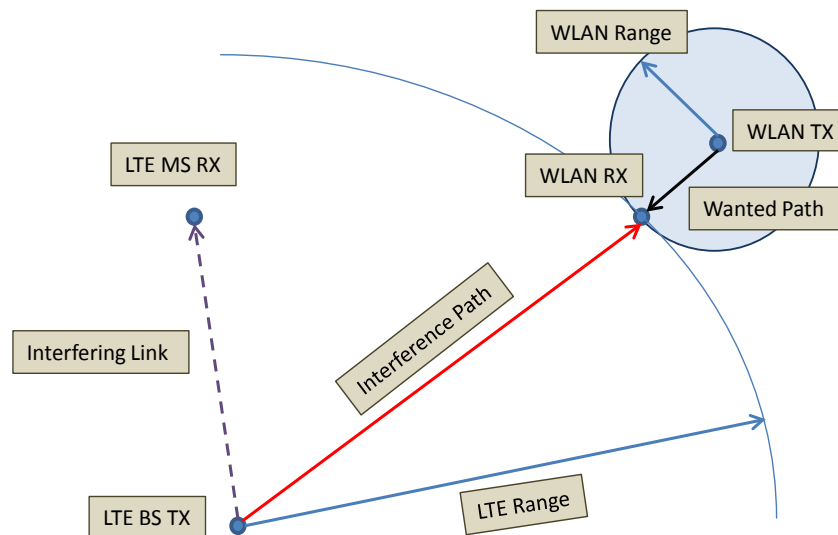 WLAN Range
WLAN TX
LTE MS RX
WLAN RX
Wanted Path
Interference Path
Interfering Link
LTE Range
LTE BS TX